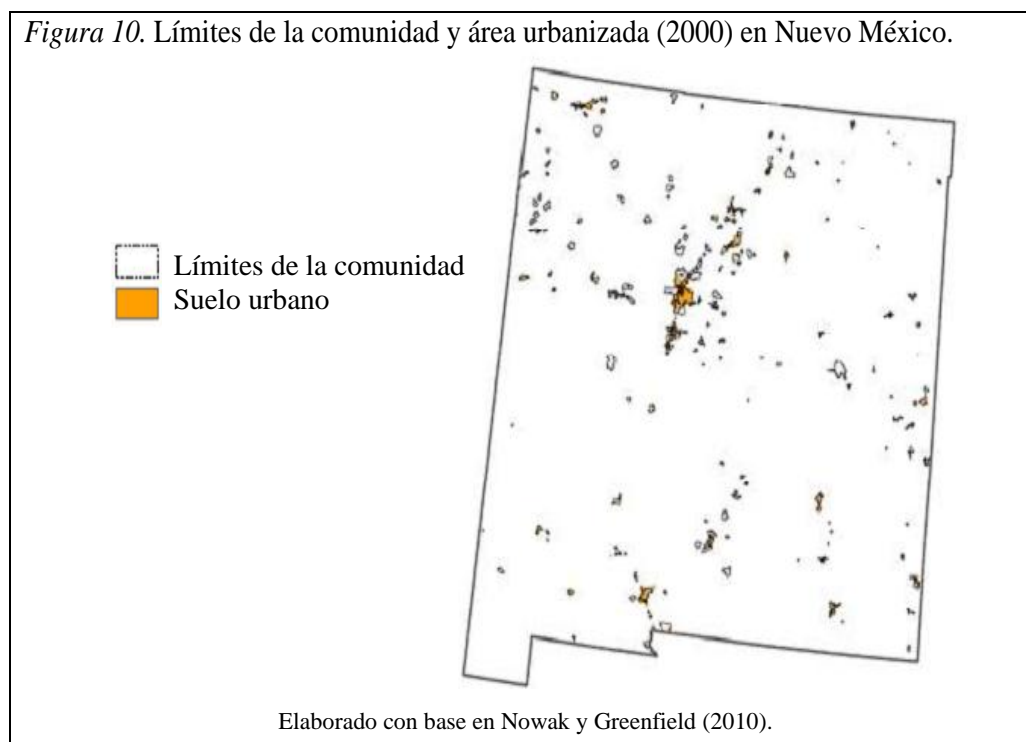 Figura 10. Límites de la comunidad y área urbanizada (2000) en Nuevo México.
Límites de la comunidad
Suelo urbano
Elaborado con base en Nowak y Greenfield (2010).